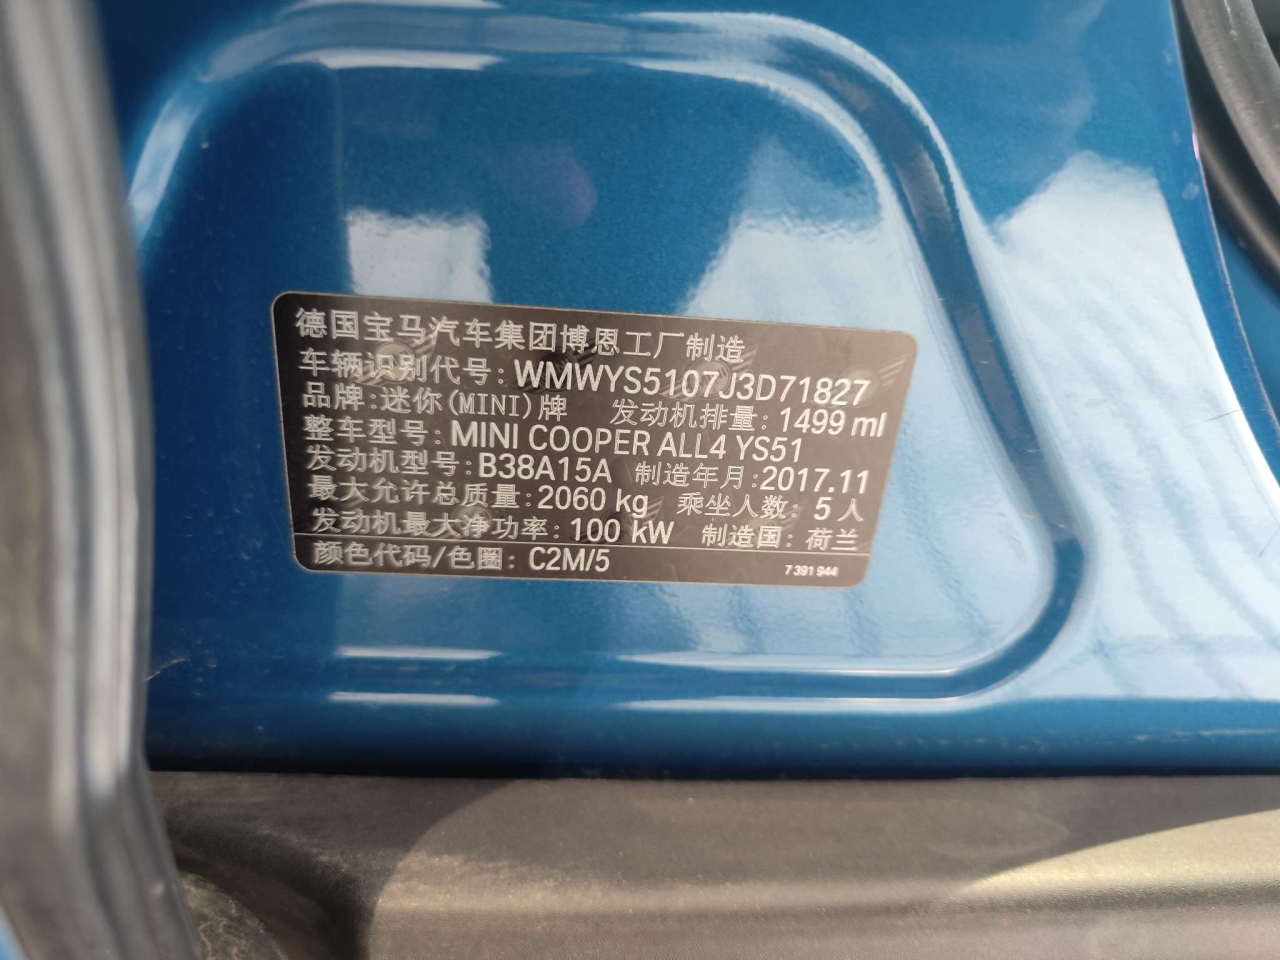 德国宝马汽车集团博恩工厂制造
车辆识别代号: WMWYS5107J3D71827
品牌:迷你(MINI)牌 发动机排量: 1499 ml
整车型号: MINI COOPER ALL4 YS51
发动机型号: B38A15A 制造年月:2017.11
最大允许总质量: 2060 kg 乘坐人数: 5人
发动机最大净功率: 100 kW 制造国: 荷兰
颜色代码/色圈: C2M/5 7 391 944